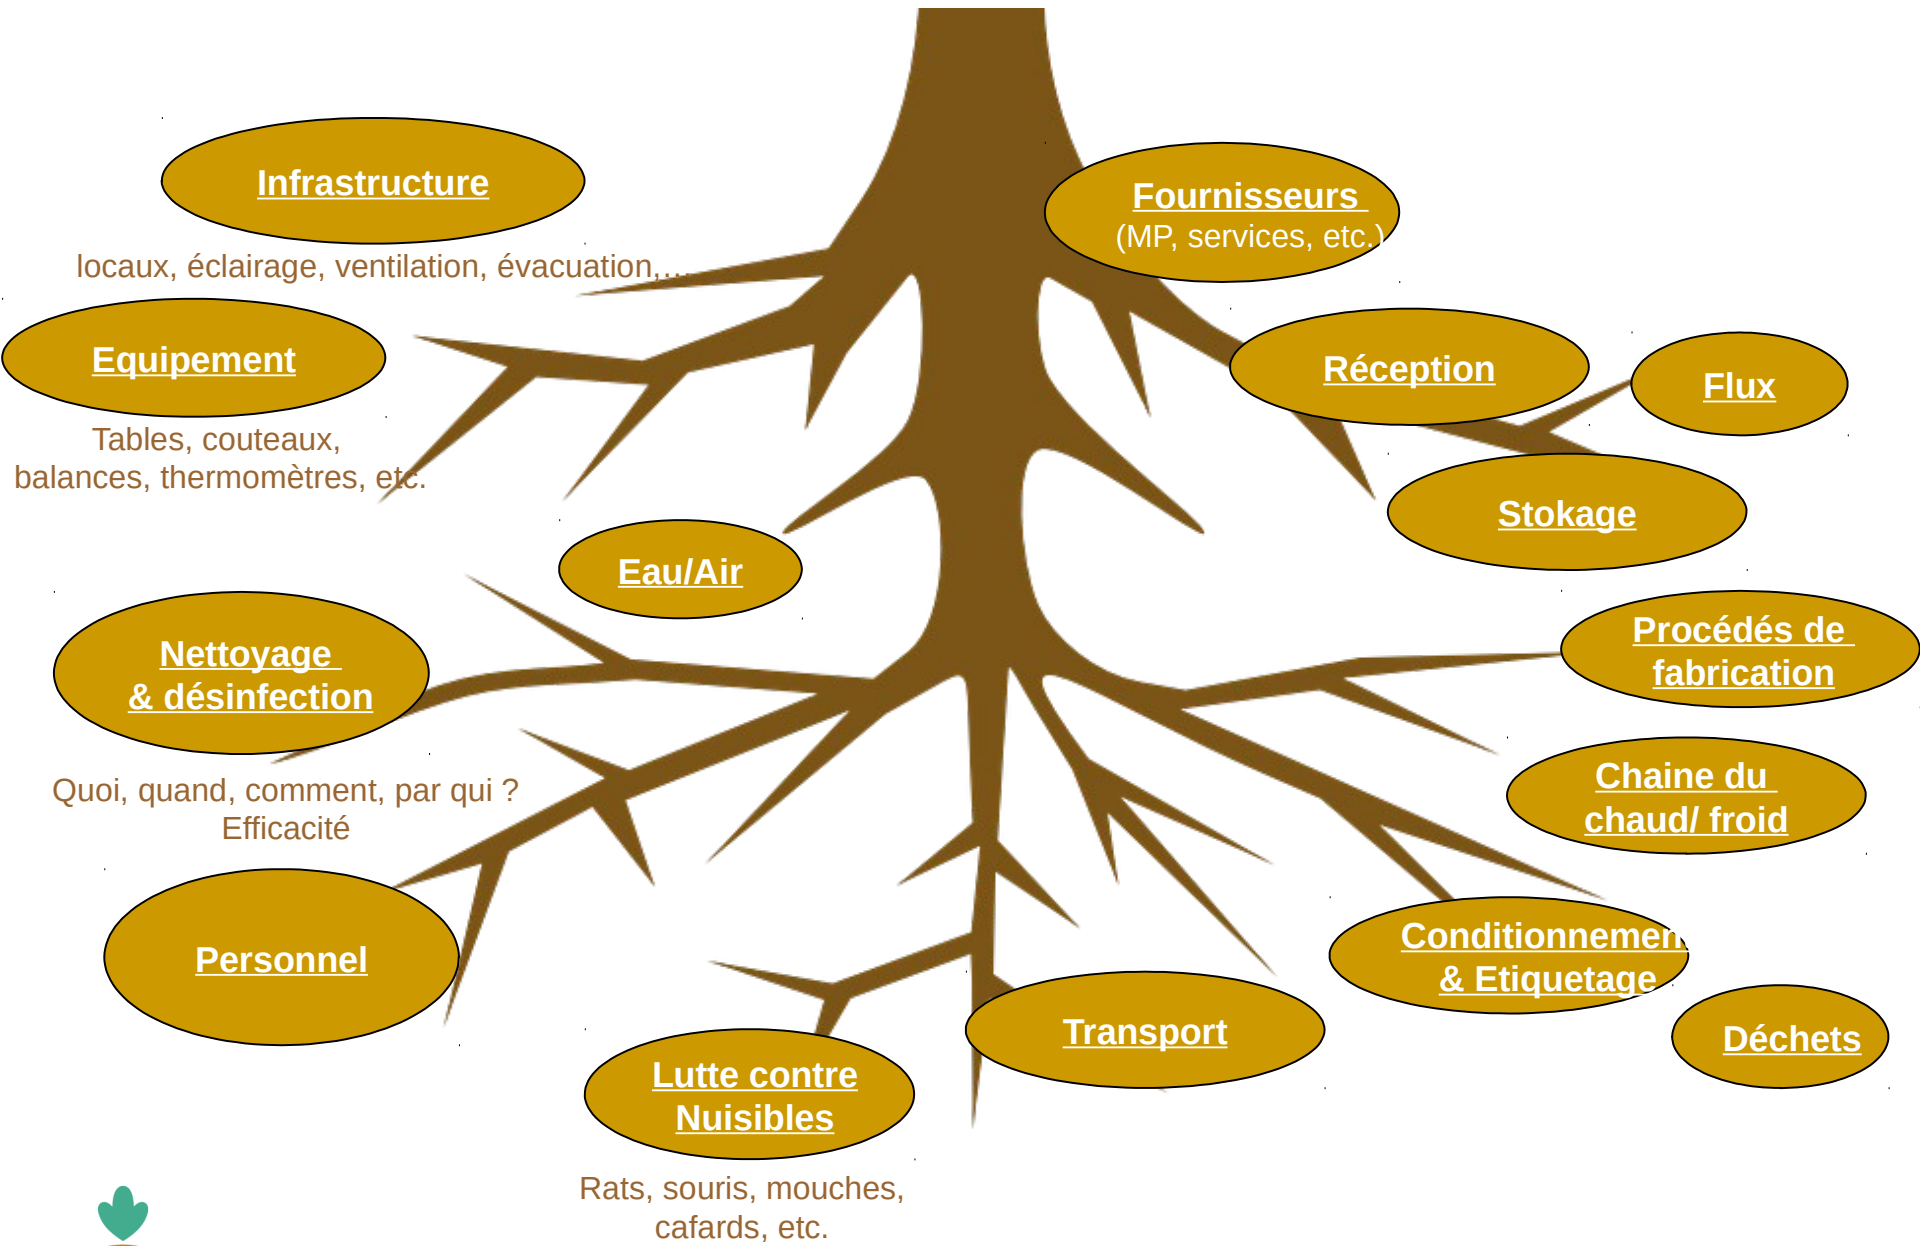 Infrastructure
locaux, éclairage, ventilation, évacuation,...
Equipement
Tables, couteaux,
balances, thermomètres, etc.
Eau/Air
Nettoyage
& désinfection
Quoi, quand, comment, par qui ?
Efficacité
Personnel
Lutte contre
Nuisibles
Rats, souris, mouches,
cafards, etc.
Fournisseurs
(MP, services, etc.)
Réception
Flux
Stokage
Procédés de
fabrication
Chaine du
chaud/ froid
Conditionnement
& Etiquetage
Transport
Déchets